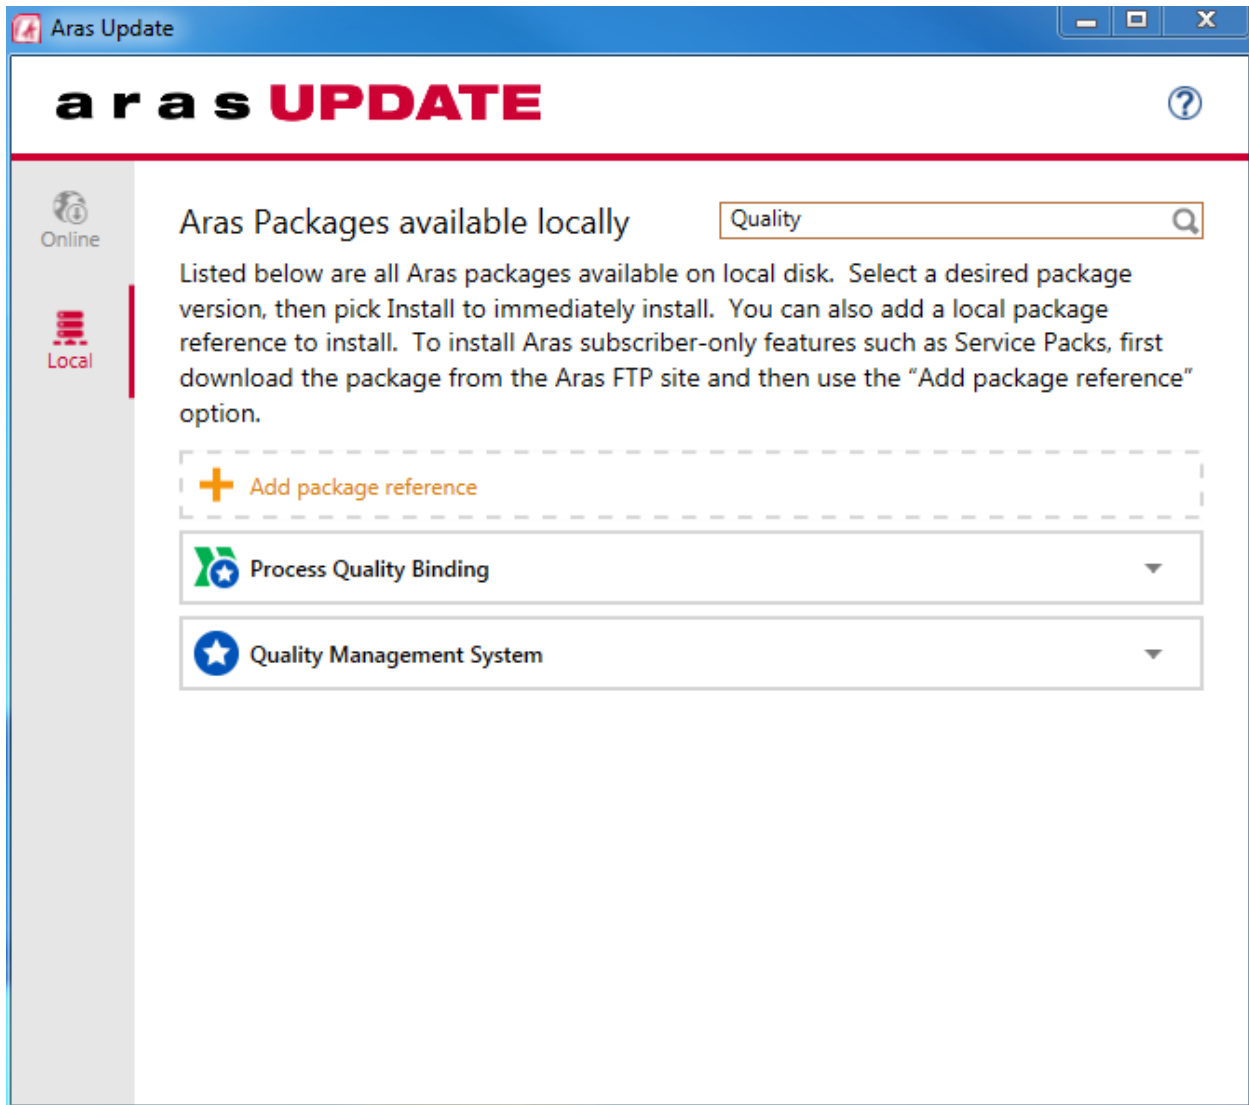 Aras Update
aras UPDATE
?
Online
Local
Aras Packages available locally
Quality
Listed below are all Aras packages available on local disk. Select a desired package
version, then pick Install to immediately install. You can also add a local package
reference to install. To install Aras subscriber-only features such as Service Packs, first
download the package from the Aras FTP site and then use the “Add package reference”
option.
Add package reference
Process Quality Binding
Quality Management System